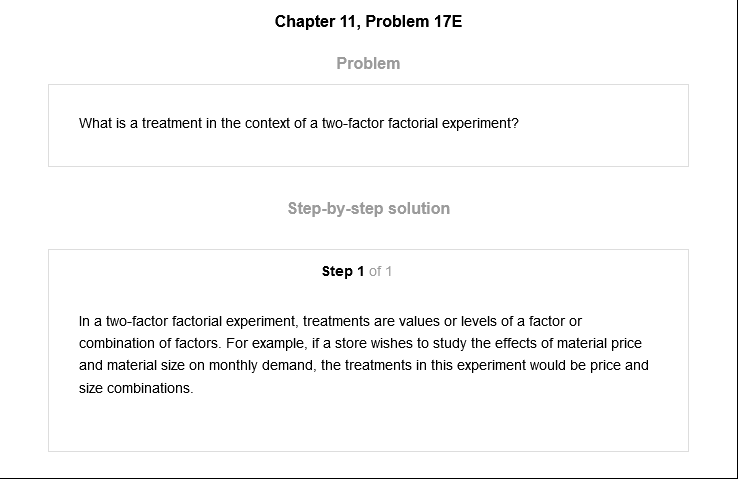 Chapter 11, Problem 17E
Problem
What is a treatment in the context of a two-factor factorial experiment?
Step-by-step solution
Step 1 of 1
In a two-factor factorial experiment, treatments are values or levels of a factor or
combination of factors. For example, if a store wishes to study the effects of material price
and material size on monthly demand, the treatments in this experiment would be price and
size combinations.